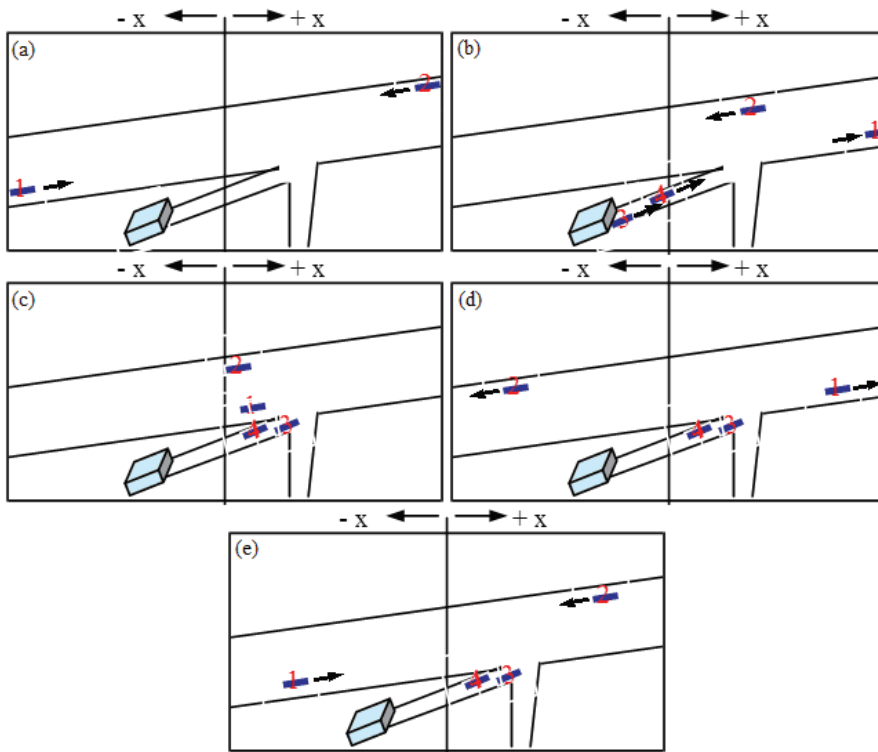 - x + x
(a)
2
1
- x + x
(b)
2
1
4
3
- x + x
(c)
2
1
4 3
- x + x
(d)
2 1
4 3
- x + x
(e)
2
1
4 3